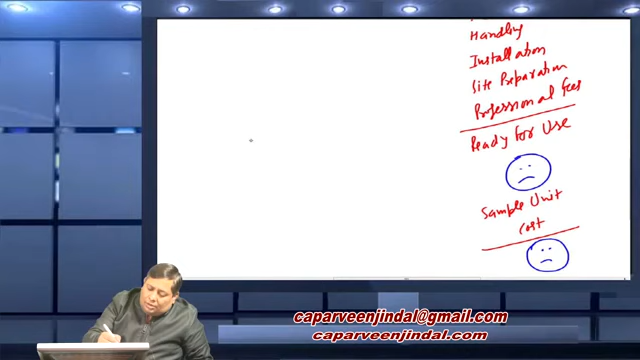 Handling
Installation
Site Preparation
Professional Fees
Ready For Use
Sample Unit
Cost
caparveenjindal@gmail.com
caparveenjindal.com